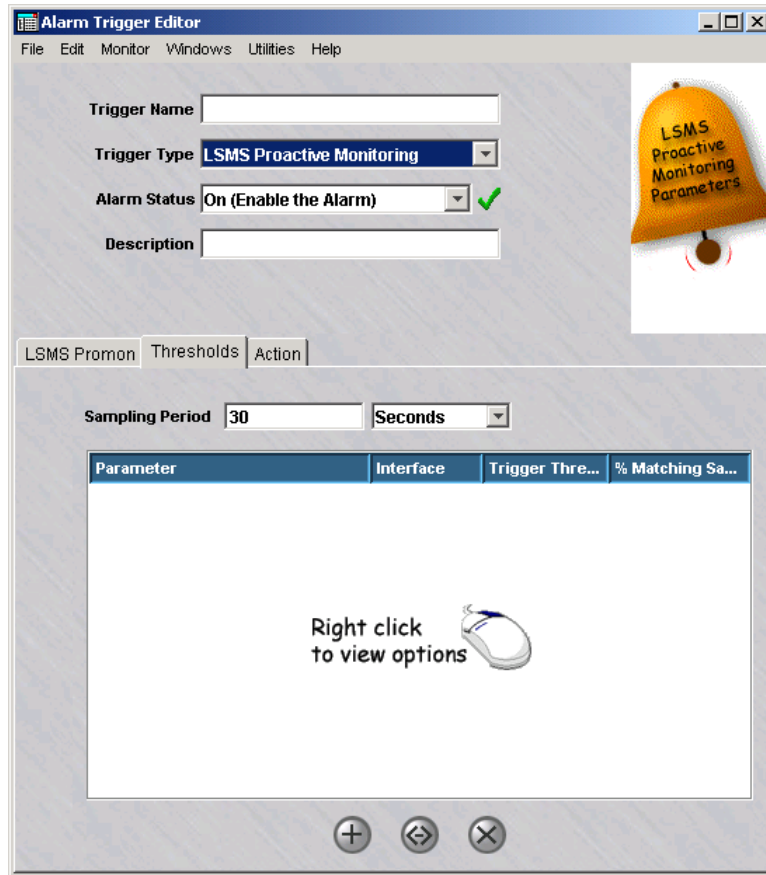 Alarm Trigger Editor
File Edit Monitor Windows Utilities Help
Trigger Name
Trigger Type LSMS Proactive Monitoring
Alarm Status On (Enable the Alarm)
Description
LSMS
Proactive
Monitoring
Parameters
LSMS Promon Thresholds Action
Sampling Period 30 Seconds
Parameter Interface Trigger Thre... % Matching Sa...
Right click
to view options